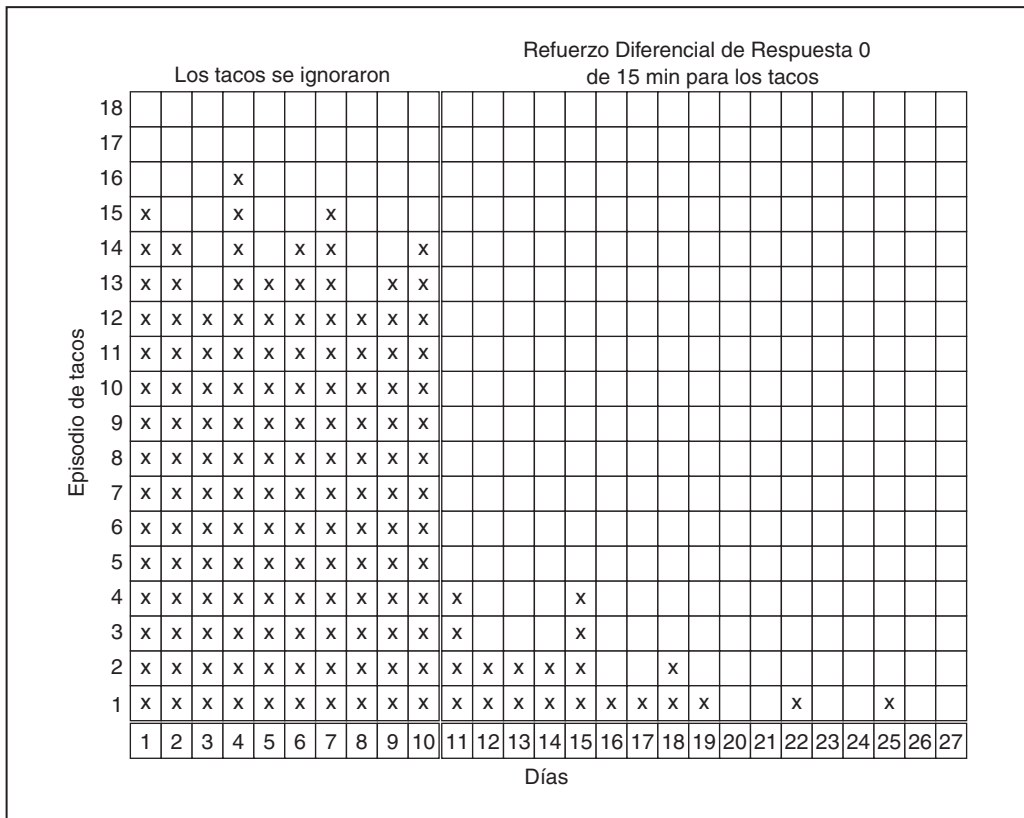 Los tacos se ignoraron
Refuerzo Diferencial de Respuesta 0
de 15 min para los tacos
Episodio de tacos
18
17
16 x
15 x x x
14 x x x x x x
13 x x x x x x x x
12 x x x x x x x x x x
11 x x x x x x x x x x
10 x x x x x x x x x x
9 x x x x x x x x x x
8 x x x x x x x x x x
7 x x x x x x x x x x
6 x x x x x x x x x x
5 x x x x x x x x x x
4 x x x x x x x x x x x x
3 x x x x x x x x x x x x
2 x x x x x x x x x x x x x x x x
1 x x x x x x x x x x x x x x x x x x x x x
1 2 3 4 5 6 7 8 9 10 11 12 13 14 15 16 17 18 19 20 21 22 23 24 25 26 27
Días